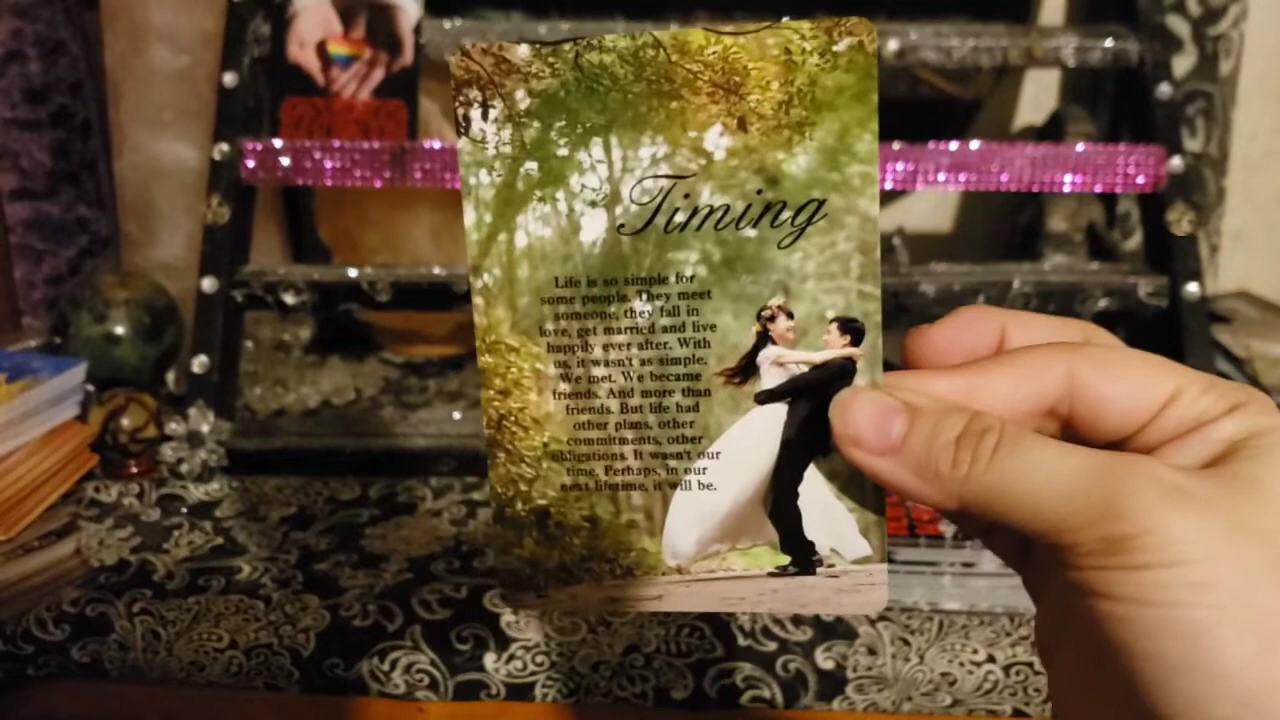 Timing
Life is so simple for
some people. They meet
someone, they fall in
love, get married and live
happily ever after. With
us, it wasn't as simple.
We met. We became
friends. And more than
friends. But life had
other plans, other
commitments, other
obligations. It wasn't our
time. Perhaps, in our
next lifetime, it will be.